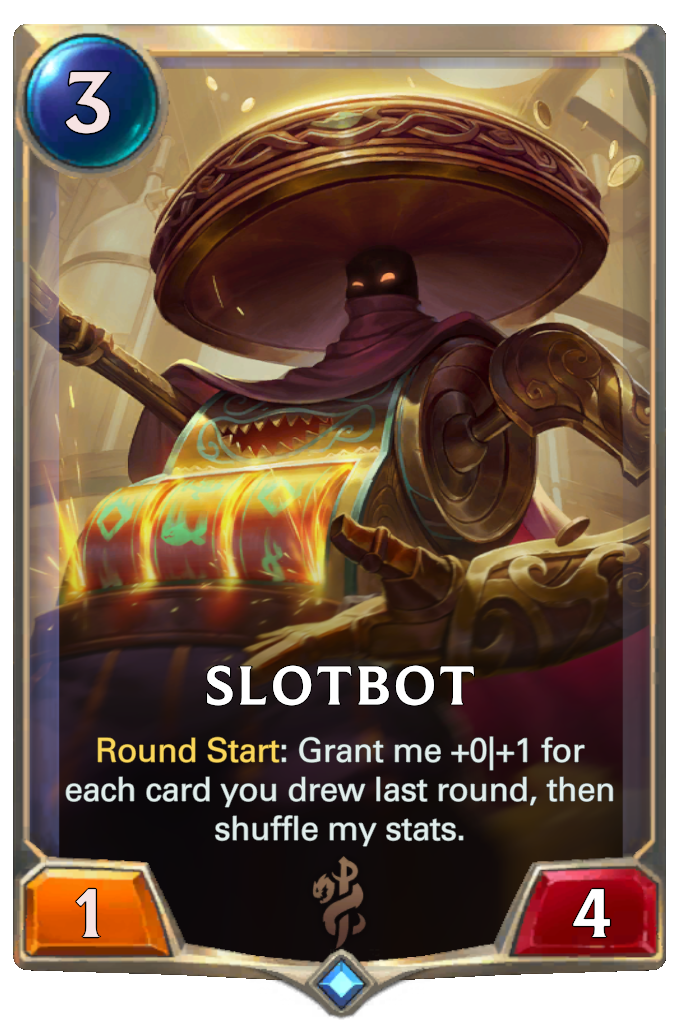 3
SLOTBOT
Round Start: Grant me +0|+1 for
each card you drew last round, then
shuffle my stats.
1
4